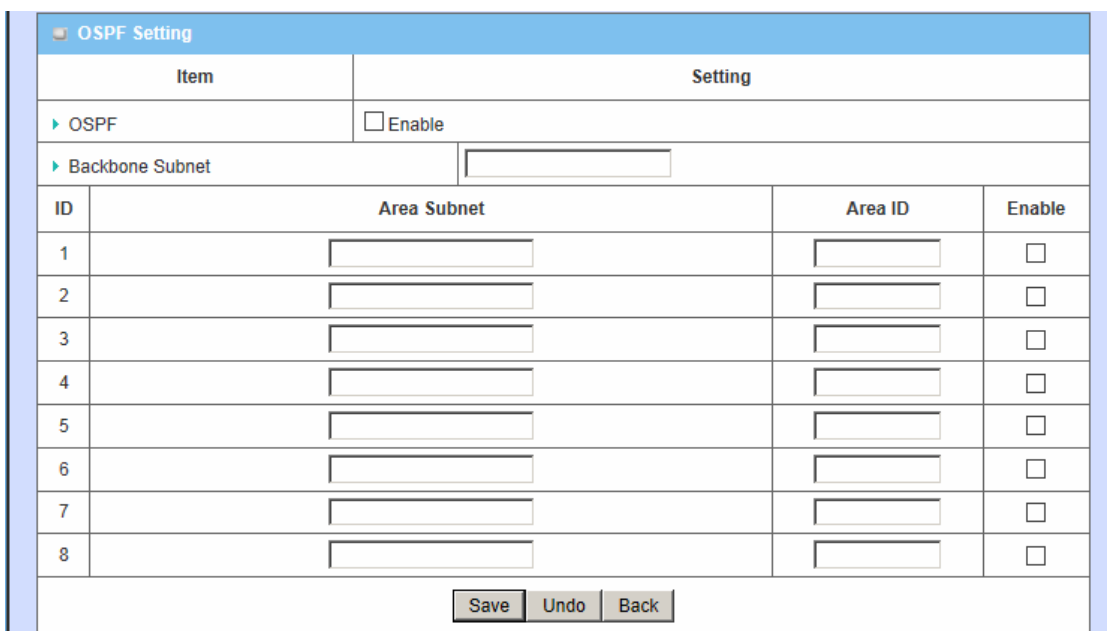 OSPF Setting
Item Setting
OSPF Enable
Backbone Subnet
ID Area Subnet Area ID Enable
1
2
3
4
5
6
7
8
Save Undo Back